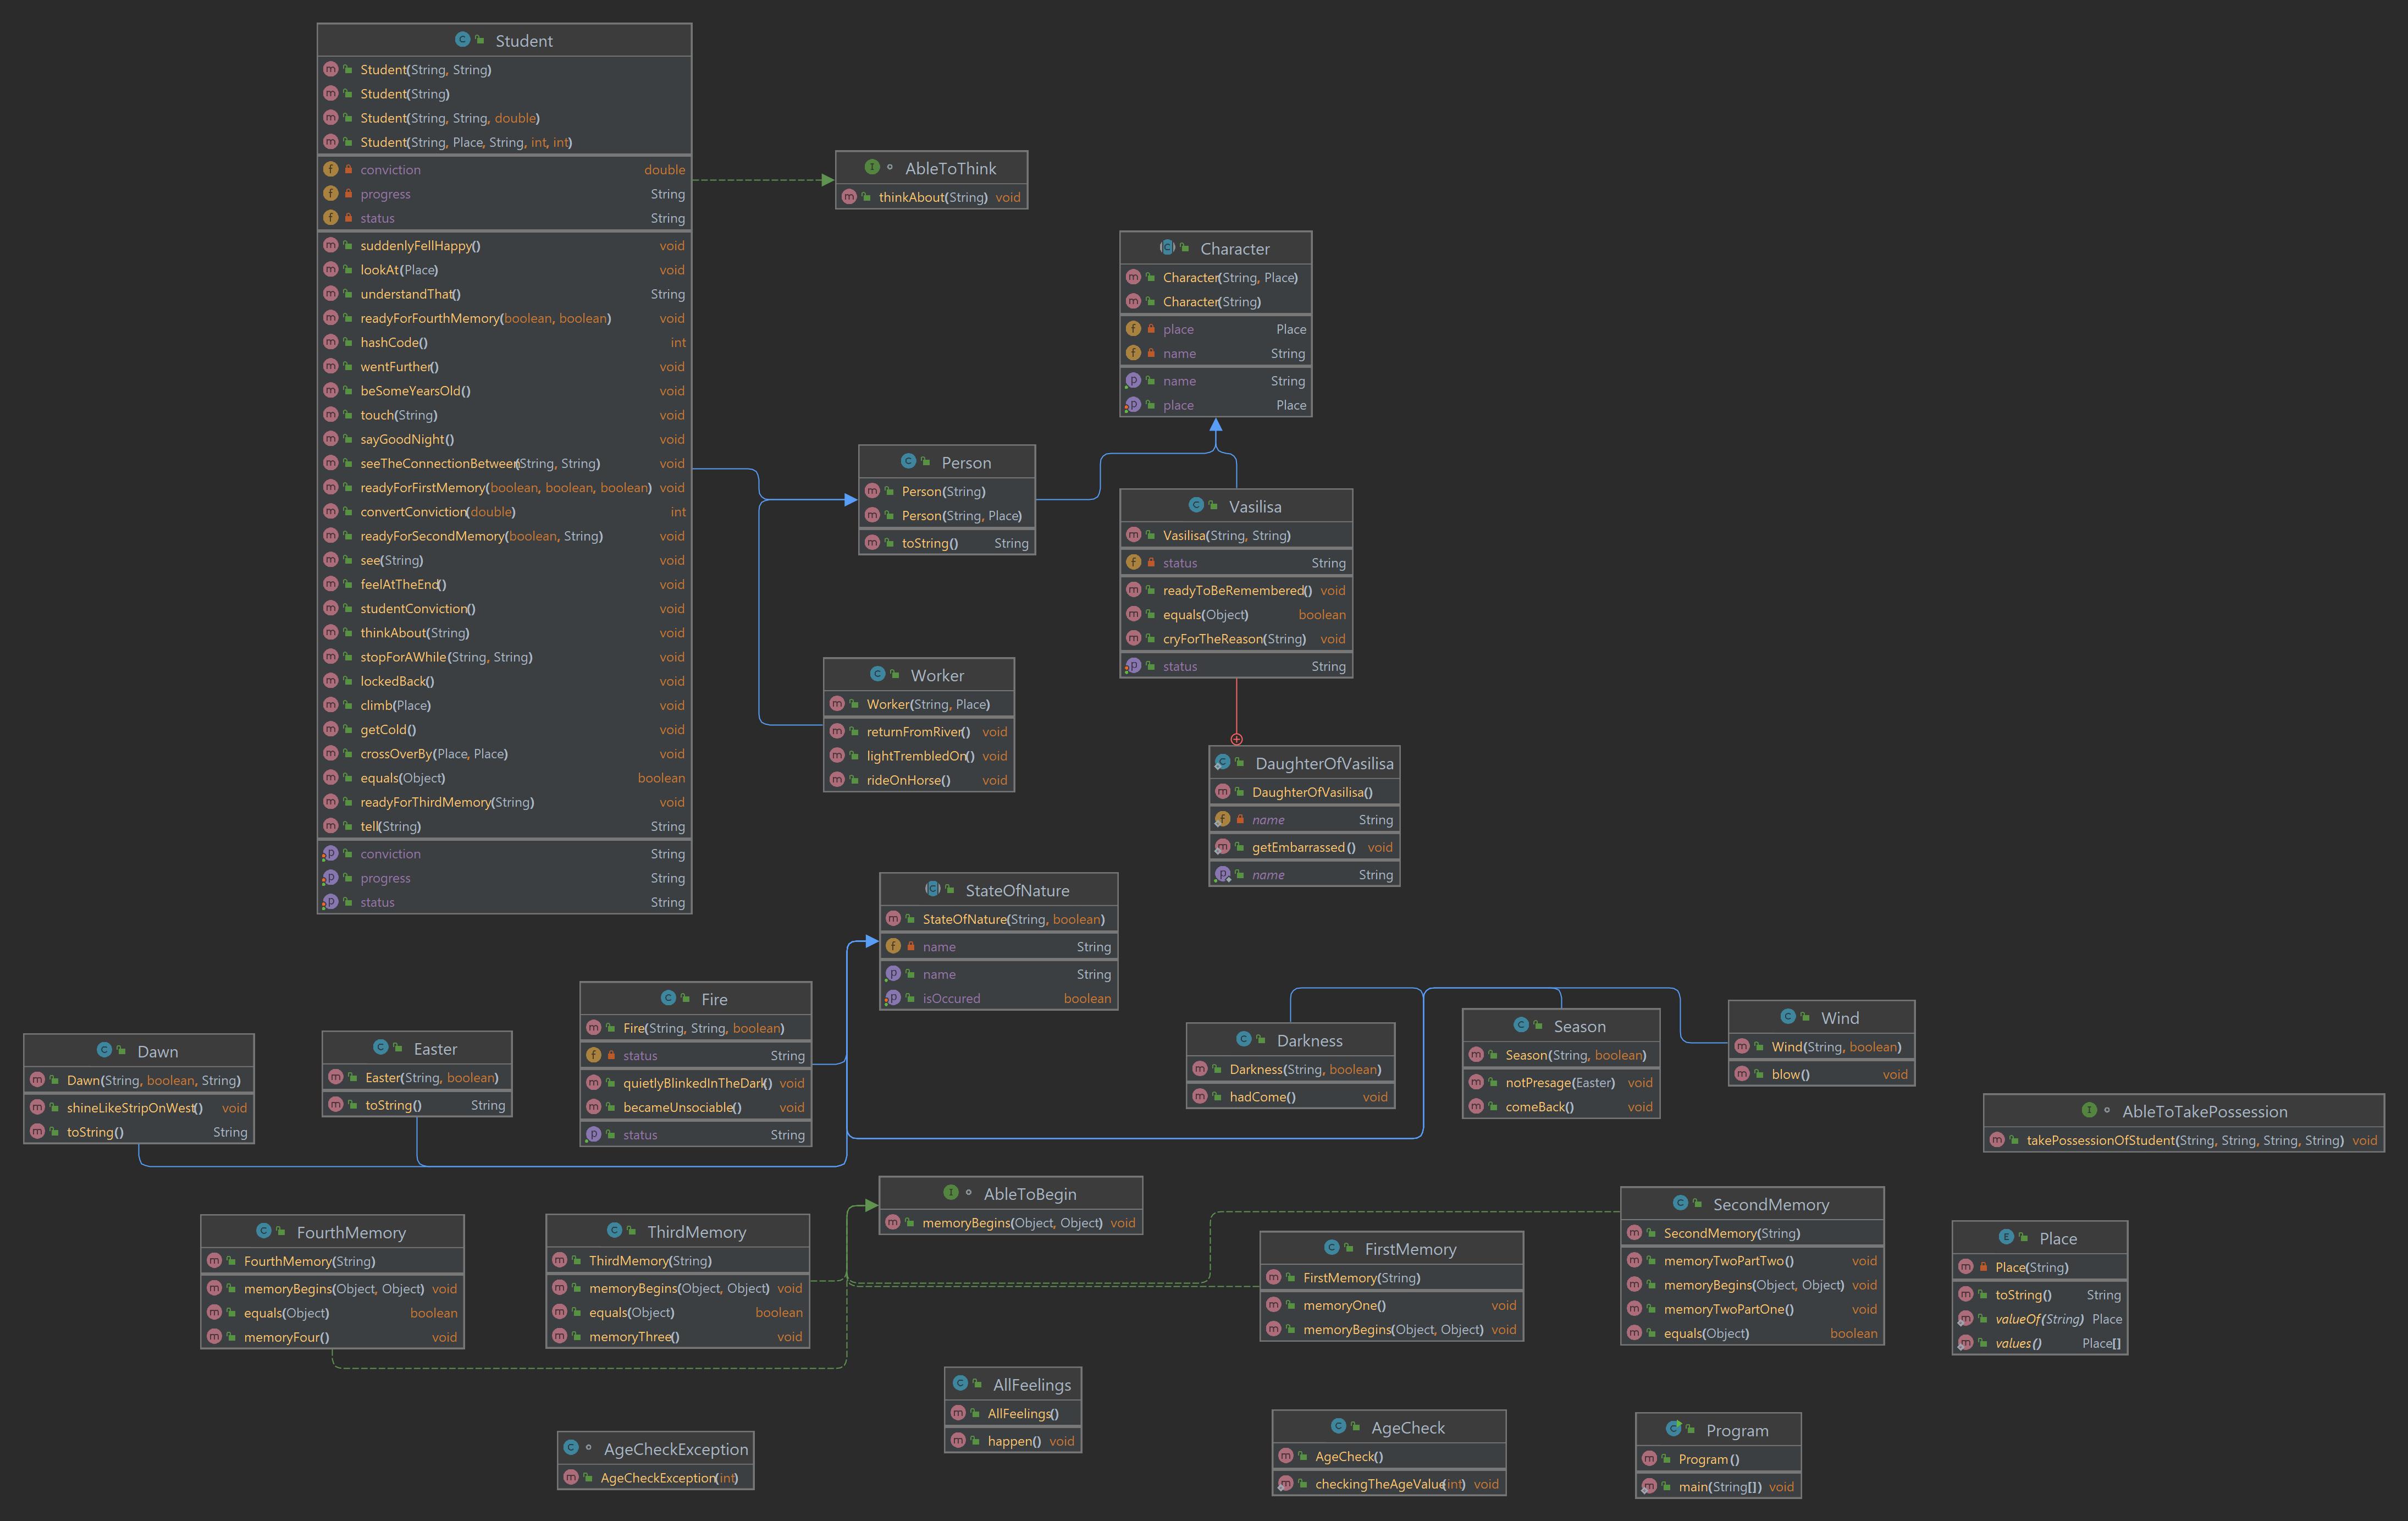 Student
Student(String, String)
Student(String)
Student(String, String, double)
Student(String, Place, String, int, int)
conviction double
progress String
status String
suddenlyFellHappy() void
lookAt(Place) void
understandThat() String
readyForFourthMemory(boolean, boolean) void
hashCode() int
wentFurther() void
beSomeYearsOld() void
touch(String) void
sayGoodNight() void
seeTheConnectionBetween(String, String) void
readyForFirstMemory(boolean, boolean, boolean) void
convertConviction(double) int
readyForSecondMemory(boolean, String) void
see(String) void
feelAtTheEnd() void
studentConviction() void
thinkAbout(String) void
stopForAWhile(String, String) void
lockedBack() void
climb(Place) void
getCold() void
crossOverBy(Place, Place) void
equals(Object) boolean
readyForThirdMemory(String) void
tell(String) String
conviction String
progress String
status String
AbleToThink
thinkAbout(String) void
Character
Character(String, Place)
Character(String)
place Place
name String
name String
place Place
Person
Person(String)
Person(String, Place)
toString() String
Vasilisa
Vasilisa(String, String)
status String
readyToBeRemembered() void
equals(Object) boolean
cryForTheReason(String) void
status String
Worker
Worker(String, Place)
returnFromRiver() void
lightTrembledOn() void
rideOnHorse() void
DaughterOfVasilisa
DaughterOfVasilisa()
name String
getEmbarrassed() void
name String
StateOfNature
StateOfNature(String, boolean)
name String
name String
isOccured boolean
Dawn
Dawn(String, boolean, String)
shineLikeStripOnWest() void
toString() String
Easter
Easter(String, boolean)
toString() String
Fire
Fire(String, String, boolean)
status String
quietlyBlinkedInTheDark() void
becameUnsociable() void
status String
Darkness
Darkness(String, boolean)
hadCome() void
Season
Season(String, boolean)
notPresage(Easter) void
comeBack() void
Wind
Wind(String, boolean)
blow() void
AbleToTakePossession
takePossessionOfStudent(String, String, String, String) void
FourthMemory
FourthMemory(String)
memoryBegins(Object, Object) void
equals(Object) boolean
memoryFour() void
ThirdMemory
ThirdMemory(String)
memoryBegins(Object, Object) void
equals(Object) boolean
memoryThree() void
AbleToBegin
memoryBegins(Object, Object) void
FirstMemory
FirstMemory(String)
memoryOne() void
memoryBegins(Object, Object) void
SecondMemory
SecondMemory(String)
memoryTwoPartTwo() void
memoryBegins(Object, Object) void
memoryTwoPartOne() void
equals(Object) boolean
Place
Place(String)
toString() String
valueOf(String) Place
values() Place[]
AllFeelings
AllFeelings()
happen() void
AgeCheckException
AgeCheckException(int)
AgeCheck
AgeCheck()
checkingTheAgeValue(int) void
Program
Program()
main(String[]) void